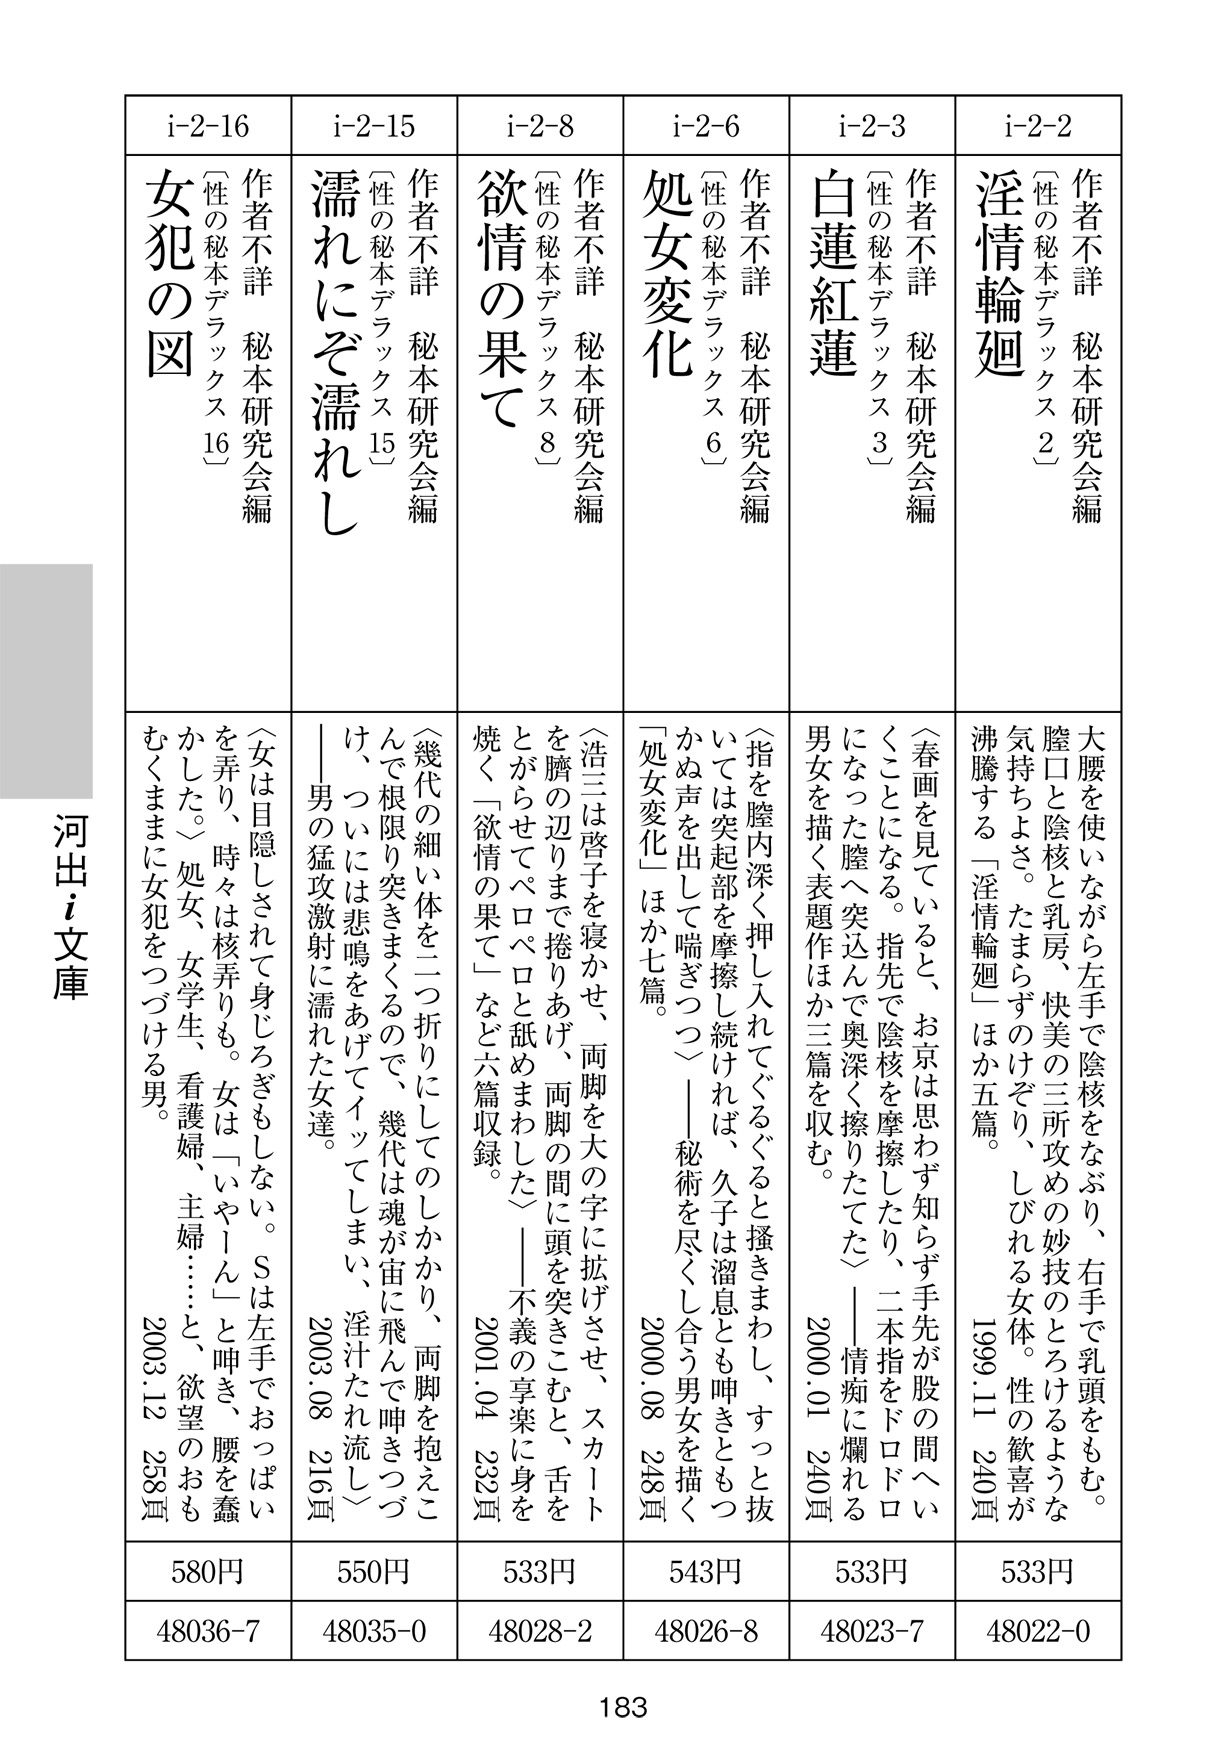 i-2-2
作者不詳　秘本研究会編
〔性の秘本デラックス 2〕
淫情輪廻
大腰を使いながら左手で陰核をなぶり、右手で乳頭をもむ。
膣口と陰核と乳房、快美の三所攻めの妙技のとろけるような
気持ちよさ。たまらずのけぞり、しびれる女体。性の歓喜が
沸騰する「淫情輪廻」ほか五篇。　1999.11　240頁
533円
48022-0
i-2-3
作者不詳　秘本研究会編
〔性の秘本デラックス 3〕
白蓮紅蓮
〈春画を見ていると、お京は思わず知らず手先が股の間へい
くことになる。指先で陰核を摩擦したり、二本指をドロドロ
になった膣へ突込んで奥深く擦りたてた〉――情痴に爛れる
男女を描く表題作ほか三篇を収む。　2000.01　240頁
533円
48023-7
i-2-6
作者不詳　秘本研究会編
〔性の秘本デラックス 6〕
処女変化
〈指を膣内深く押し入れてぐるぐると掻きまわし、すっと抜
いては突起部を摩擦し続ければ、久子は溜息とも呻きともつ
かぬ声を出して喘ぎつつ〉――秘術を尽くし合う男女を描く
「処女変化」ほか七篇。　2000.08　248頁
543円
48026-8
i-2-8
作者不詳　秘本研究会編
〔性の秘本デラックス 8〕
欲情の果て
〈浩三は啓子を寝かせ、両脚を大の字に拡げさせ、スカート
を臍の辺りまで捲りあげ、両脚の間に頭を突きこむと、舌を
とがらせてペロペロと舐めまわした〉――不義の享楽に身を
焼く「欲情の果て」など六篇収録。　2001.04　232頁
533円
48028-2
i-2-15
作者不詳　秘本研究会編
〔性の秘本デラックス 15〕
濡れにぞ濡れし
〈幾代の細い体を二つ折りにしてのしかかり、両脚を抱えこ
んで根限り突きまくるので、幾代は魂が宙に飛んで呻きつづ
け、ついには悲鳴をあげてイッてしまい、淫汁たれ流し〉
――男の猛攻激射に濡れた女達。　2003.08　216頁
550円
48035-0
i-2-16
作者不詳　秘本研究会編
〔性の秘本デラックス 16〕
女犯の図
〈女は目隠しされて身じろぎもしない。Sは左手でおっぱい
を弄り、時々は核弄りも。女は「いやーん」と呻き、腰を蠢
かした。〉処女、女学生、看護婦、主婦……と、欲望のおも
むくままに女犯をつづける男。　2003.12　258頁
580円
48036-7
河出i文庫
183